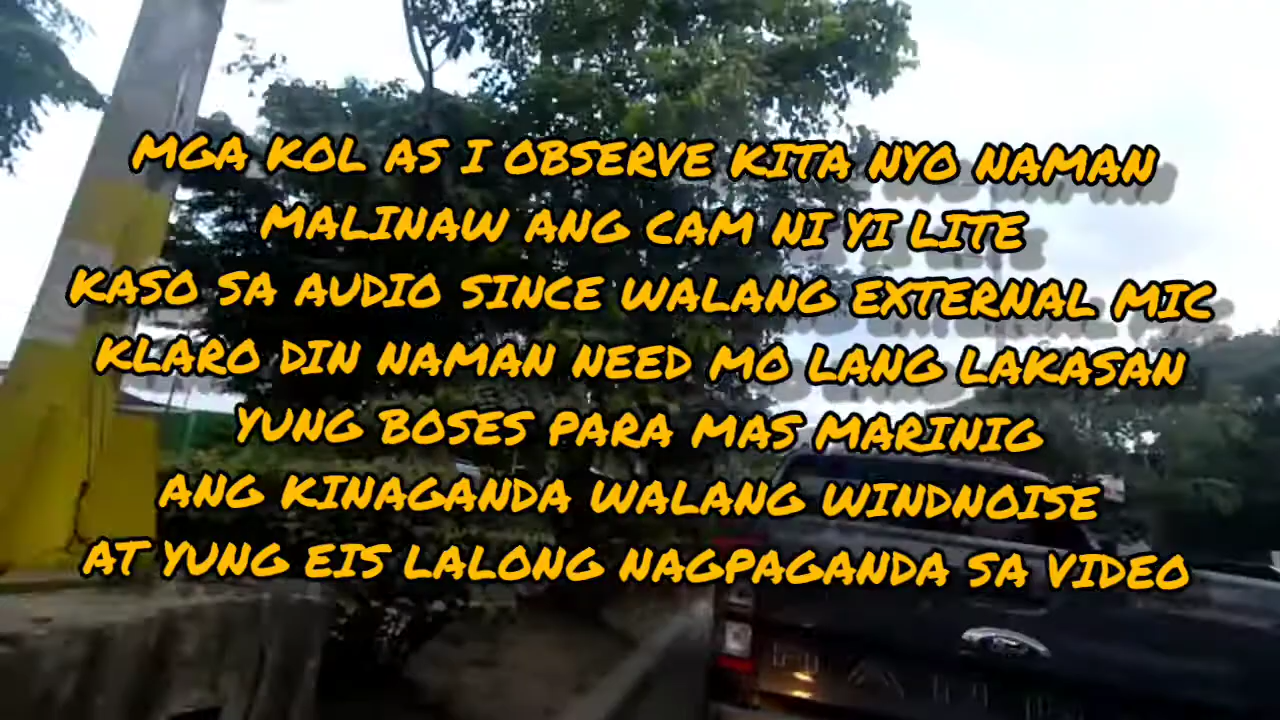 MGA KOL AS I OBSERVE KITA NYO NAMAN
MALINAW ANG CAM NI YI LITE
KASO SA AUDIO SINCE WALANG EXTERNAL MIC
KLARO DIN NAMAN NEED MO LANG LAKASAN
YUNG BOSES PARA MAS MARINIG
ANG KINAGANDA WALANG WINDNOISE
AT YUNG EIS LALONG NAGPAGANDA SA VIDEO